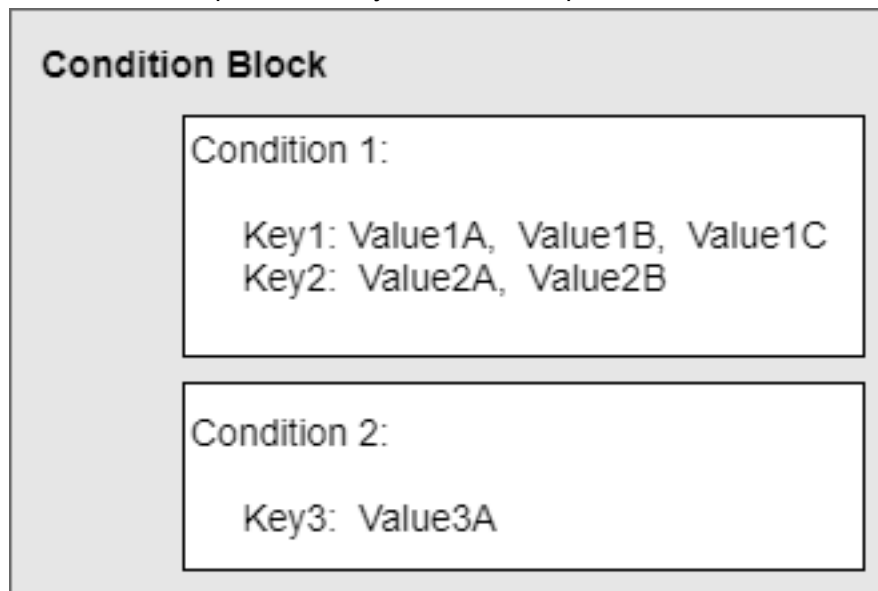 Condition Block
Condition 1:
Key1: Value1A, Value1B, Value1C
Key2: Value2A, Value2B
Condition 2:
Key3: Value3A